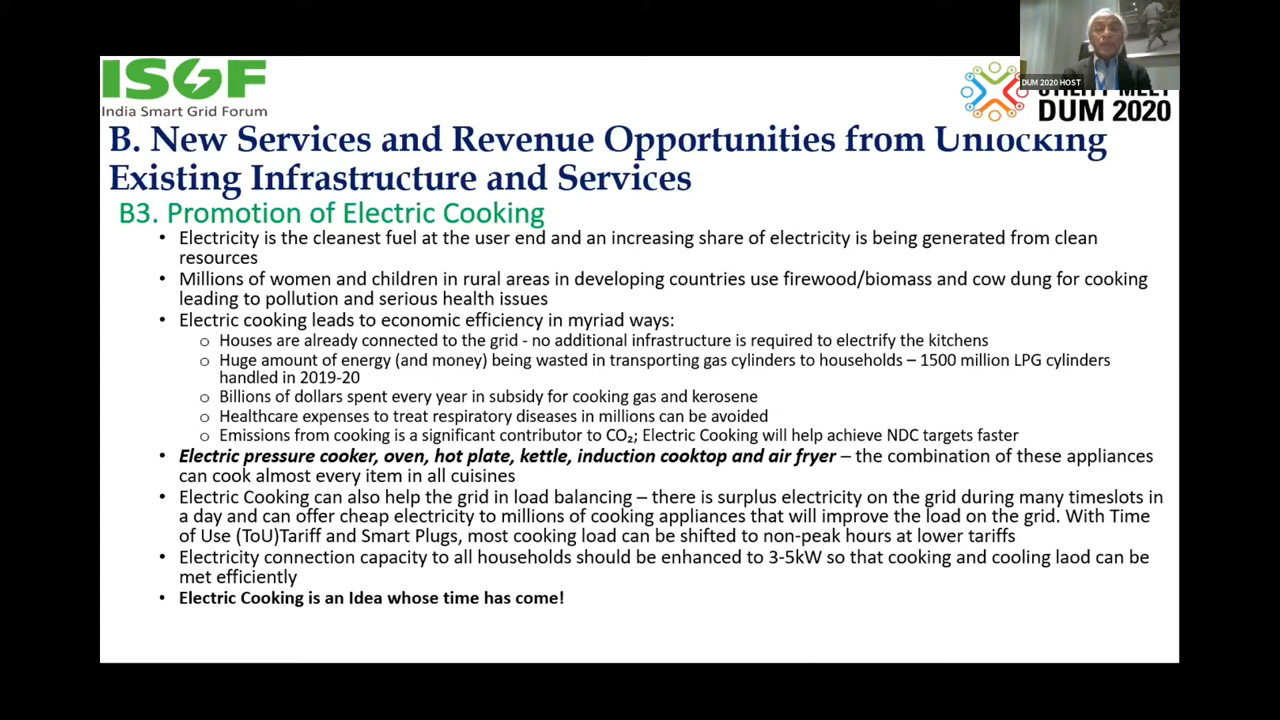 ISGF
India Smart Grid Forum
DUM 2020 HOST
UTILITY MEET
DUM 2020
B. New Services and Revenue Opportunities from Unlocking
Existing Infrastructure and Services
B3. Promotion of Electric Cooking
• Electricity is the cleanest fuel at the user end and an increasing share of electricity is being generated from clean
resources
• Millions of women and children in rural areas in developing countries use firewood/biomass and cow dung for cooking
leading to pollution and serious health issues
• Electric cooking leads to economic efficiency in myriad ways:
o Houses are already connected to the grid - no additional infrastructure is required to electrify the kitchens
o Huge amount of energy (and money) being wasted in transporting gas cylinders to households – 1500 million LPG cylinders
handled in 2019-20
o Billions of dollars spent every year in subsidy for cooking gas and kerosene
o Healthcare expenses to treat respiratory diseases in millions can be avoided
o Emissions from cooking is a significant contributor to CO₂; Electric Cooking will help achieve NDC targets faster
• Electric pressure cooker, oven, hot plate, kettle, induction cooktop and air fryer – the combination of these appliances
can cook almost every item in all cuisines
• Electric Cooking can also help the grid in load balancing – there is surplus electricity on the grid during many timeslots in
a day and can offer cheap electricity to millions of cooking appliances that will improve the load on the grid. With Time
of Use (ToU)Tariff and Smart Plugs, most cooking load can be shifted to non-peak hours at lower tariffs
• Electricity connection capacity to all households should be enhanced to 3-5kW so that cooking and cooling laod can be
met efficiently
• Electric Cooking is an Idea whose time has come!